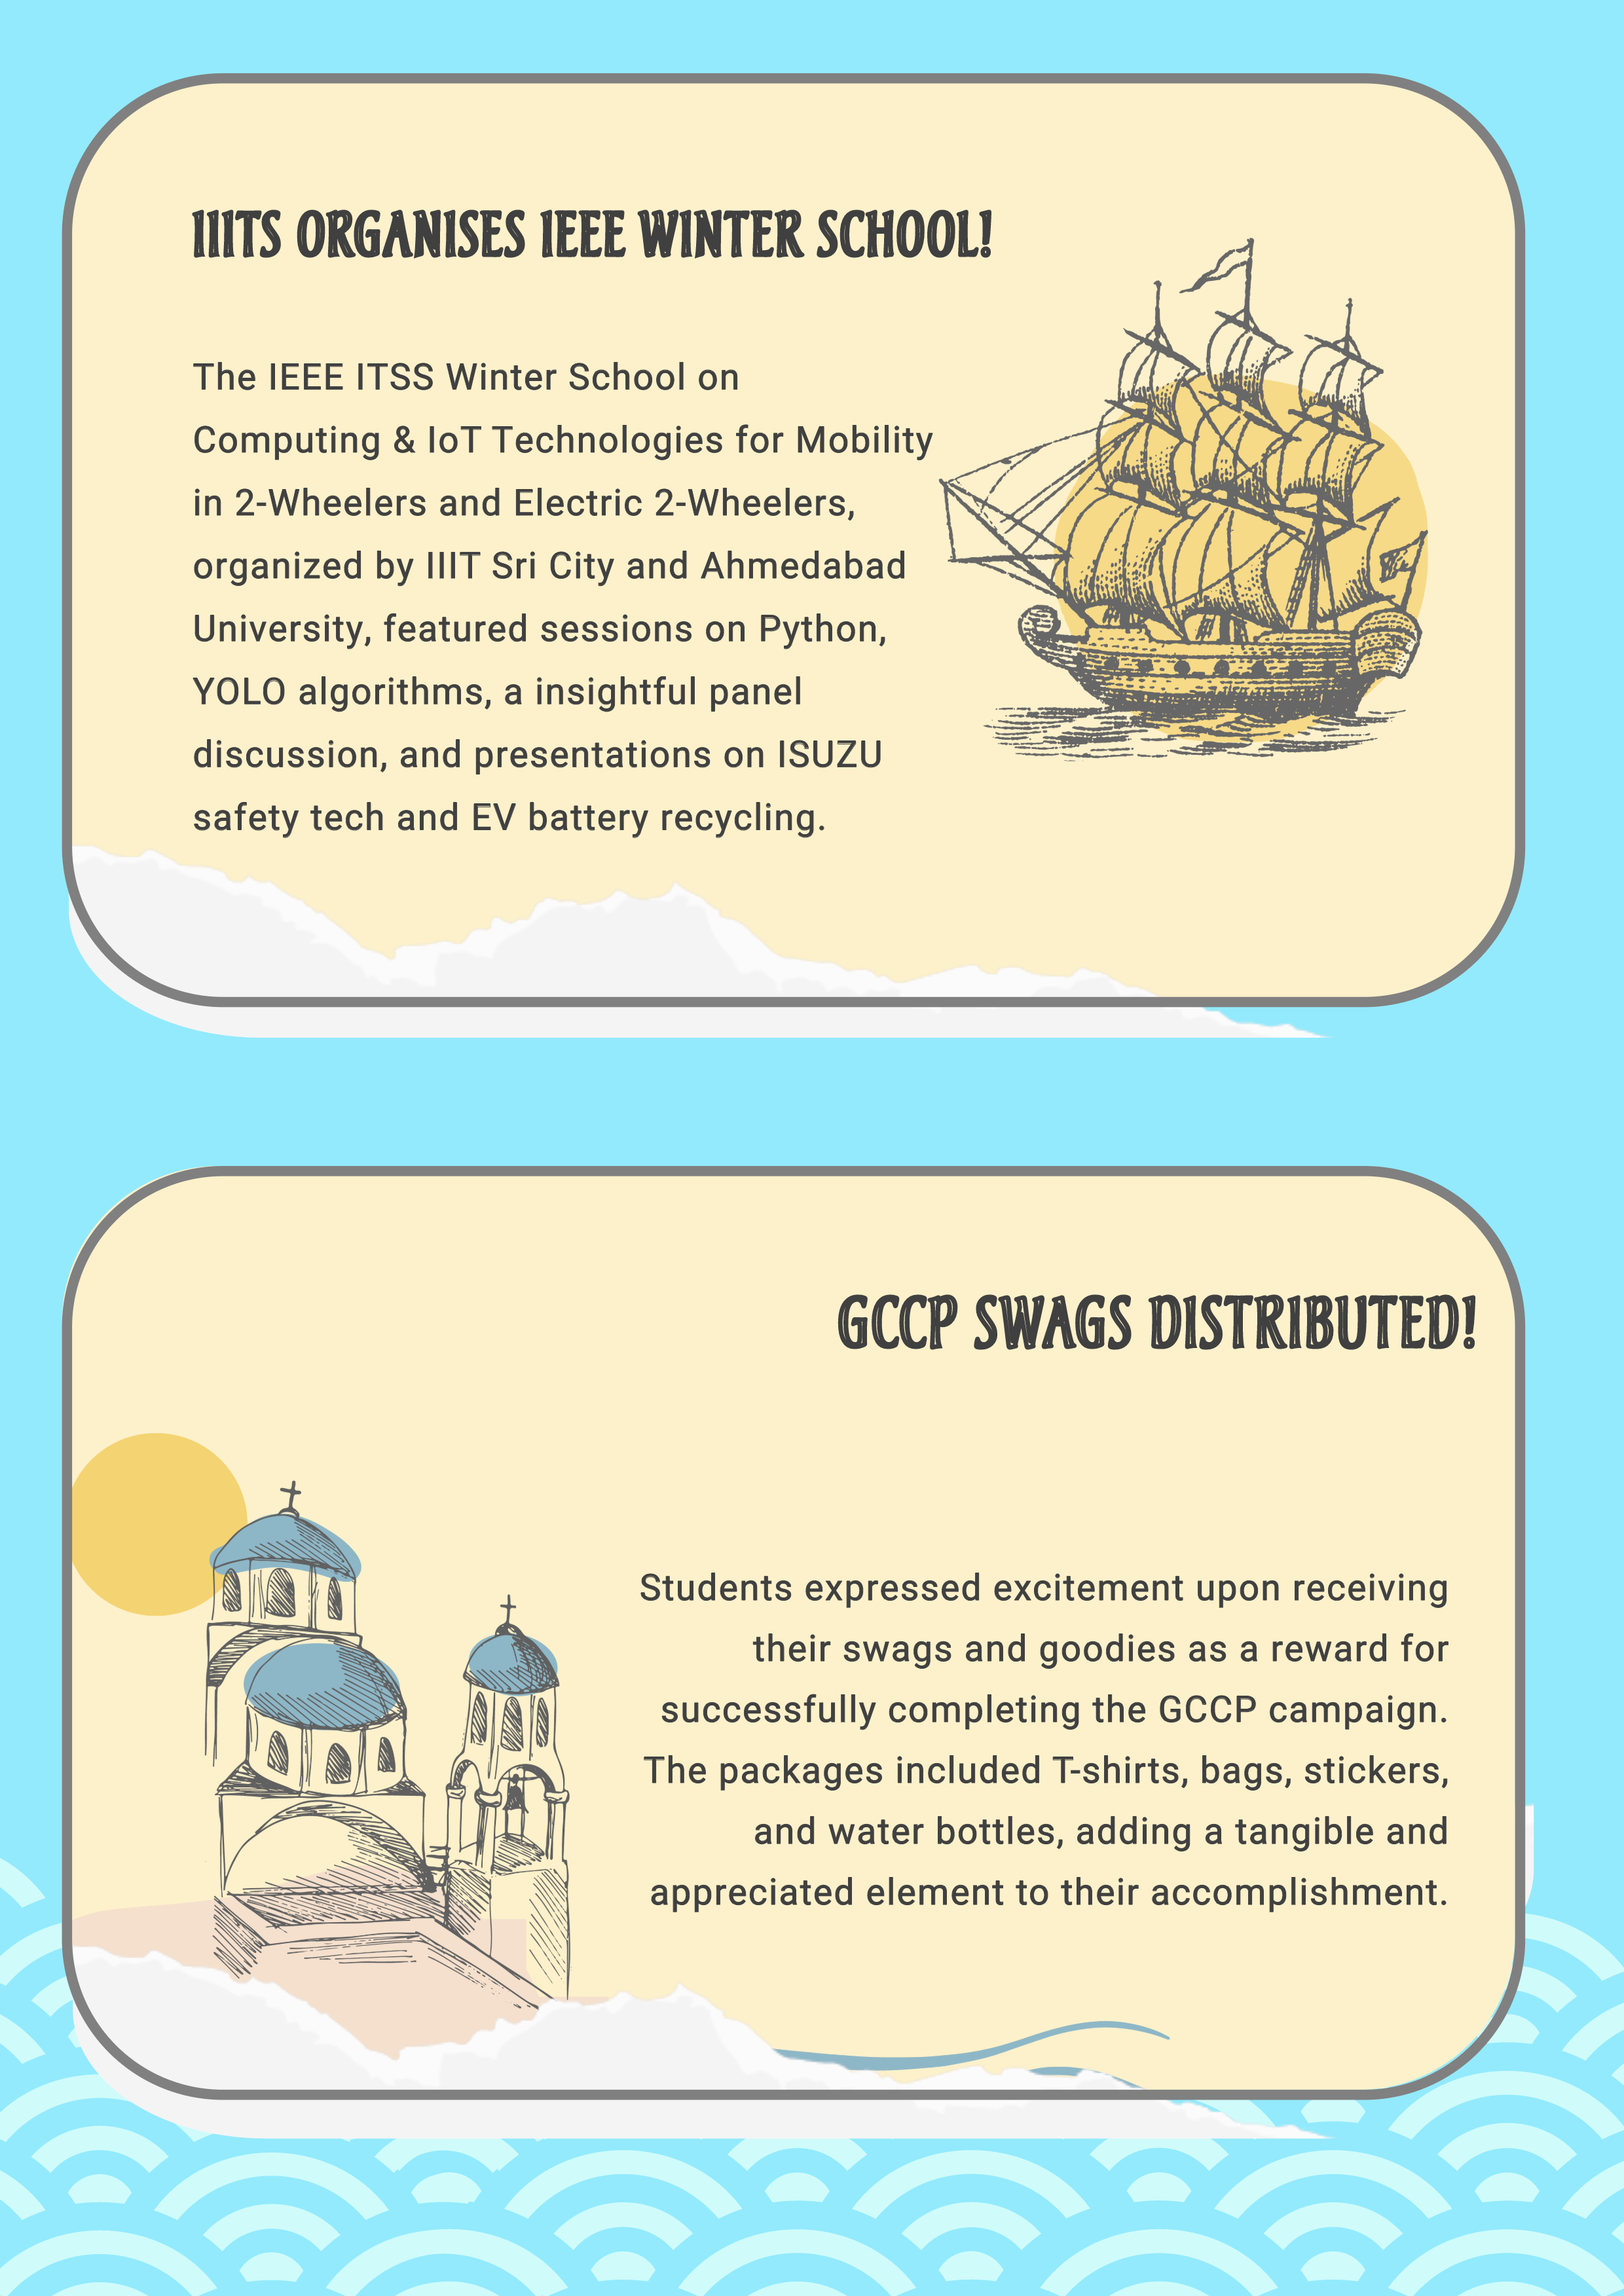 IIITS ORGANISES IEEE WINTER SCHOOL!
The IEEE ITSS Winter School on
Computing & IoT Technologies for Mobility
in 2-Wheelers and Electric 2-Wheelers,
organized by IIIT Sri City and Ahmedabad
University, featured sessions on Python,
YOLO algorithms, a insightful panel
discussion, and presentations on ISUZU
safety tech and EV battery recycling.
GCCP SWAGS DISTRIBUTED!
Students expressed excitement upon receiving
their swags and goodies as a reward for
successfully completing the GCCP campaign.
The packages included T-shirts, bags, stickers,
and water bottles, adding a tangible and
appreciated element to their accomplishment.